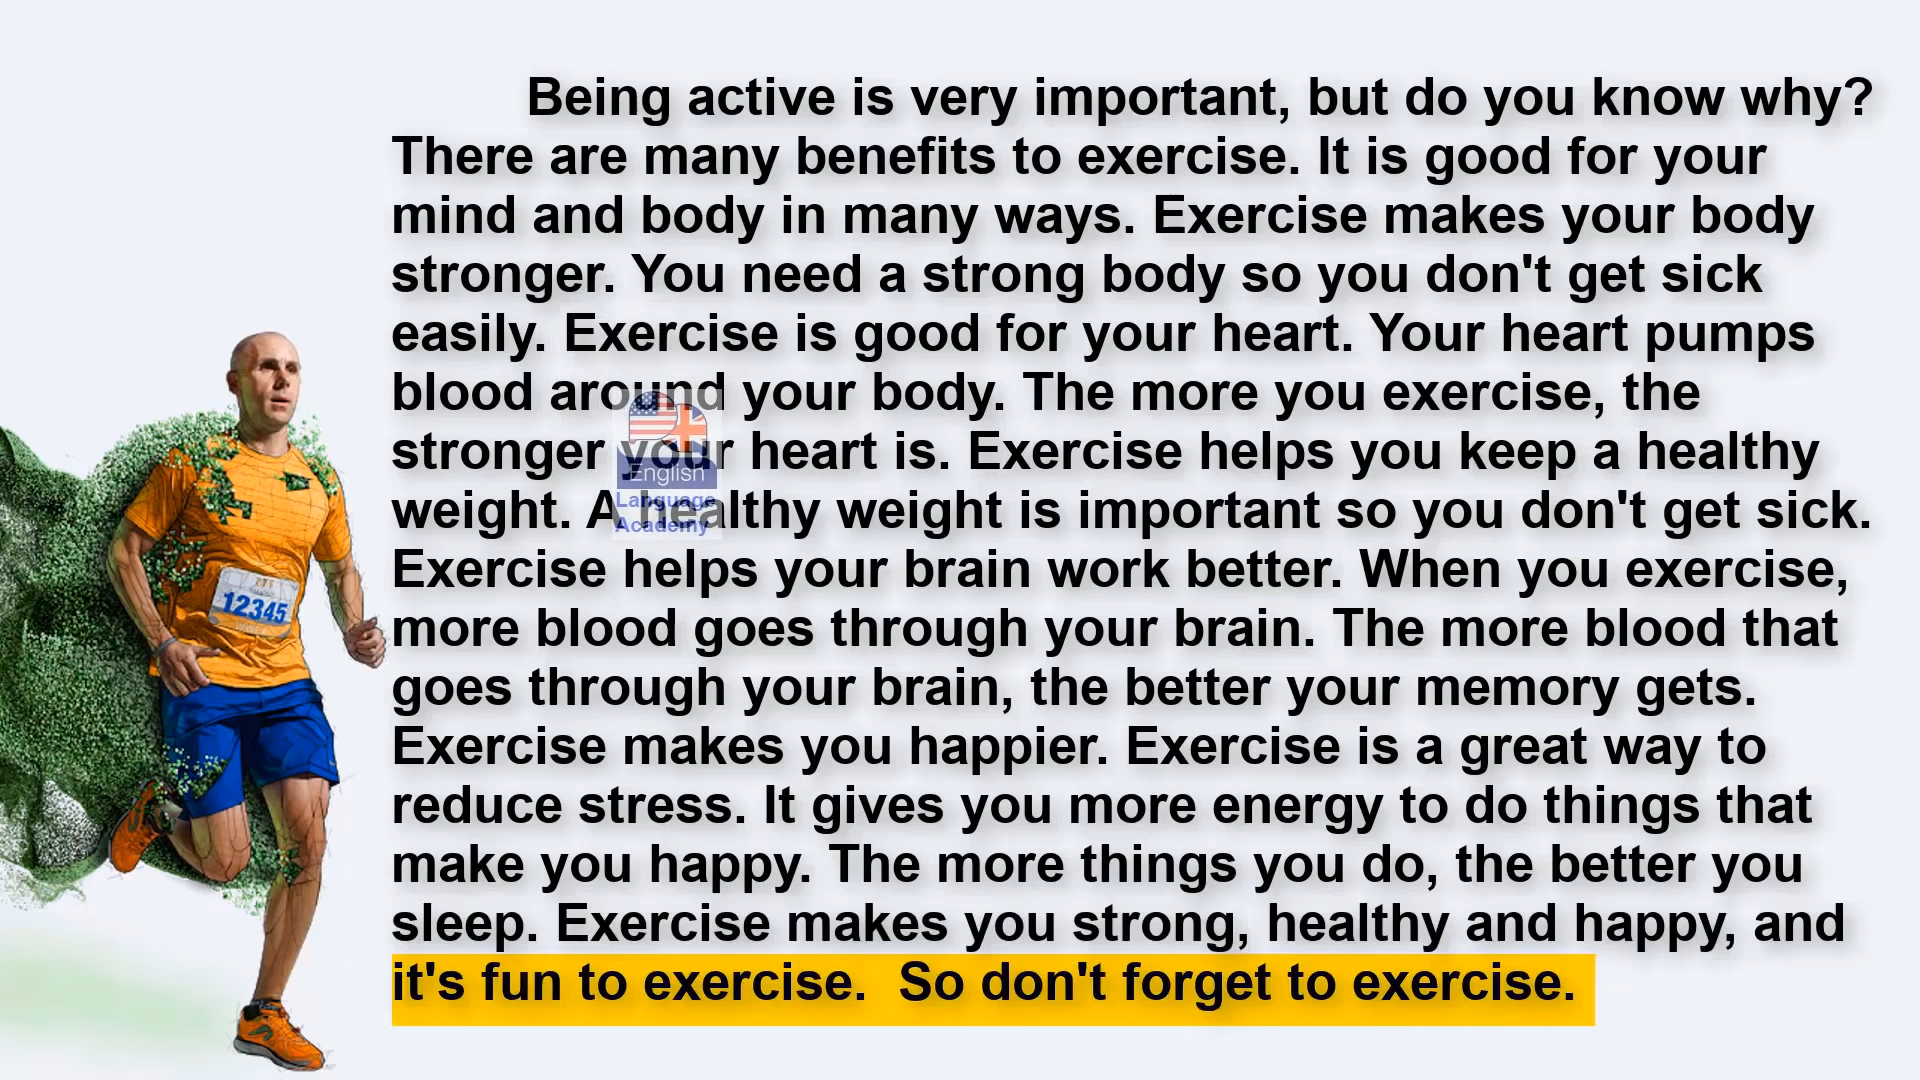 Being active is very important, but do you know why?
There are many benefits to exercise. It is good for your
mind and body in many ways. Exercise makes your body
stronger. You need a strong body so you don't get sick
easily. Exercise is good for your heart. Your heart pumps
blood around your body. The more you exercise, the
stronger your heart is. Exercise helps you keep a healthy
weight. A healthy weight is important so you don't get sick.
Exercise helps your brain work better. When you exercise,
more blood goes through your brain. The more blood that
goes through your brain, the better your memory gets.
Exercise makes you happier. Exercise is a great way to
reduce stress. It gives you more energy to do things that
make you happy. The more things you do, the better you
sleep. Exercise makes you strong, healthy and happy, and
it's fun to exercise.  So don't forget to exercise.
English
Language
Academy
12345